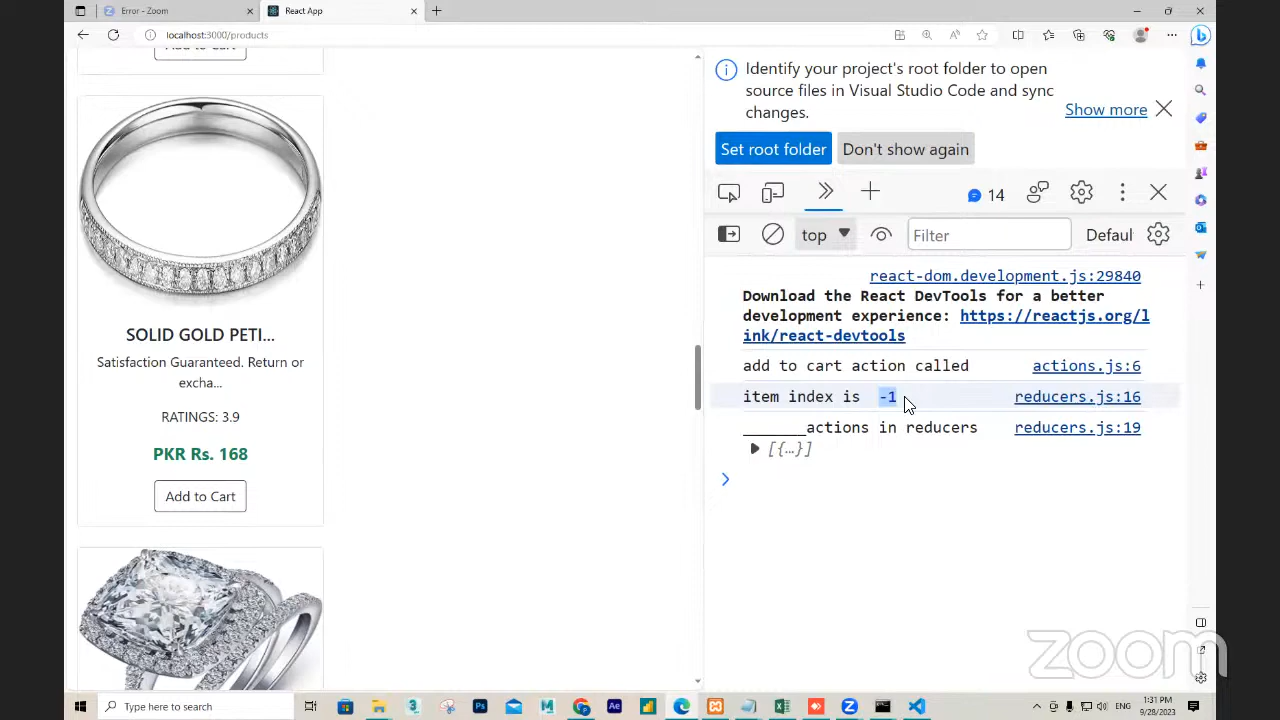 Error - Zoom
React App
localhost:3000/products
Add to Cart
SOLID GOLD PETI...
Satisfaction Guaranteed. Return or
excha...
RATINGS: 3.9
PKR Rs. 168
Add to Cart
Identify your project's root folder to open
source files in Visual Studio Code and sync
changes.
Show more
Set root folder
Don't show again
14
top
Filter
Defaul
react-dom.development.js:29840
Download the React DevTools for a better
development experience: https://reactjs.org/l
ink/react-devtools
add to cart action called actions.js:6
item index is -1 reducers.js:16
_______actions in reducers reducers.js:19
[{…}]
zoom
Type here to search
ENG
1:31 PM
9/28/2023